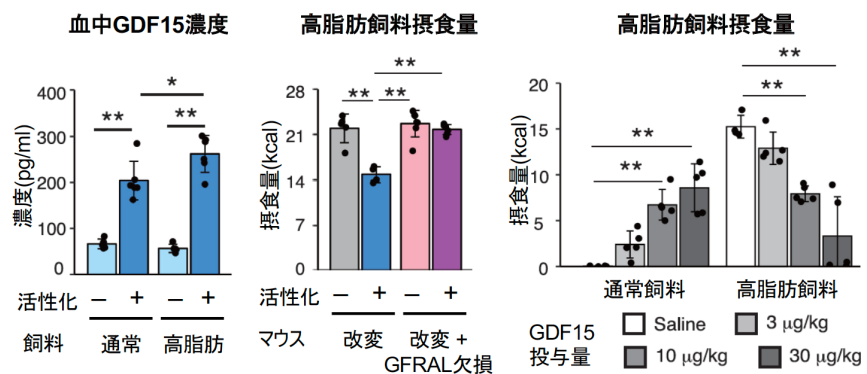 血中GDF15濃度
**
*
**
濃度(pg/ml)
400
300
200
100
0
活性化 − + − +
飼料 通常 高脂肪
高脂肪飼料摂食量
**
** **
摂食量(kcal)
28
21
14
7
0
活性化 − + − +
マウス 改変 改変 +
GFRAL欠損
高脂肪飼料摂食量
**
**
**
**
摂食量(kcal)
20
15
10
5
0
通常飼料 高脂肪飼料
GDF15
投与量
Saline 3 μg/kg
10 μg/kg 30 μg/kg